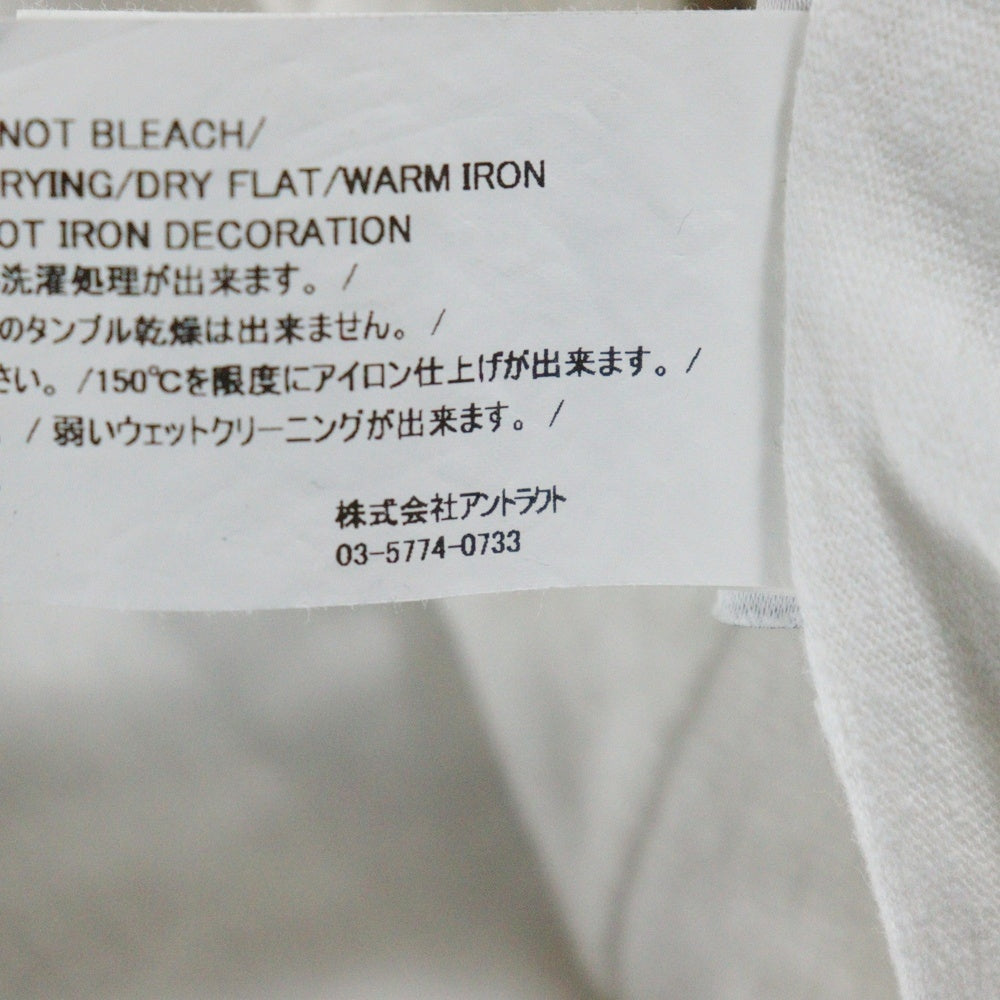 NOT BLEACH/
RYING/DRY FLAT/WARM IRON
OT IRON DECORATION
洗濯処理が出来ます。 /
のタンブル乾燥は出来ません。 /
さい。 /150℃を限度にアイロン仕上げが出来ます。 /
/ 弱いウェットクリーニングが出来ます。 /
株式会社アントラクト
03-5774-0733